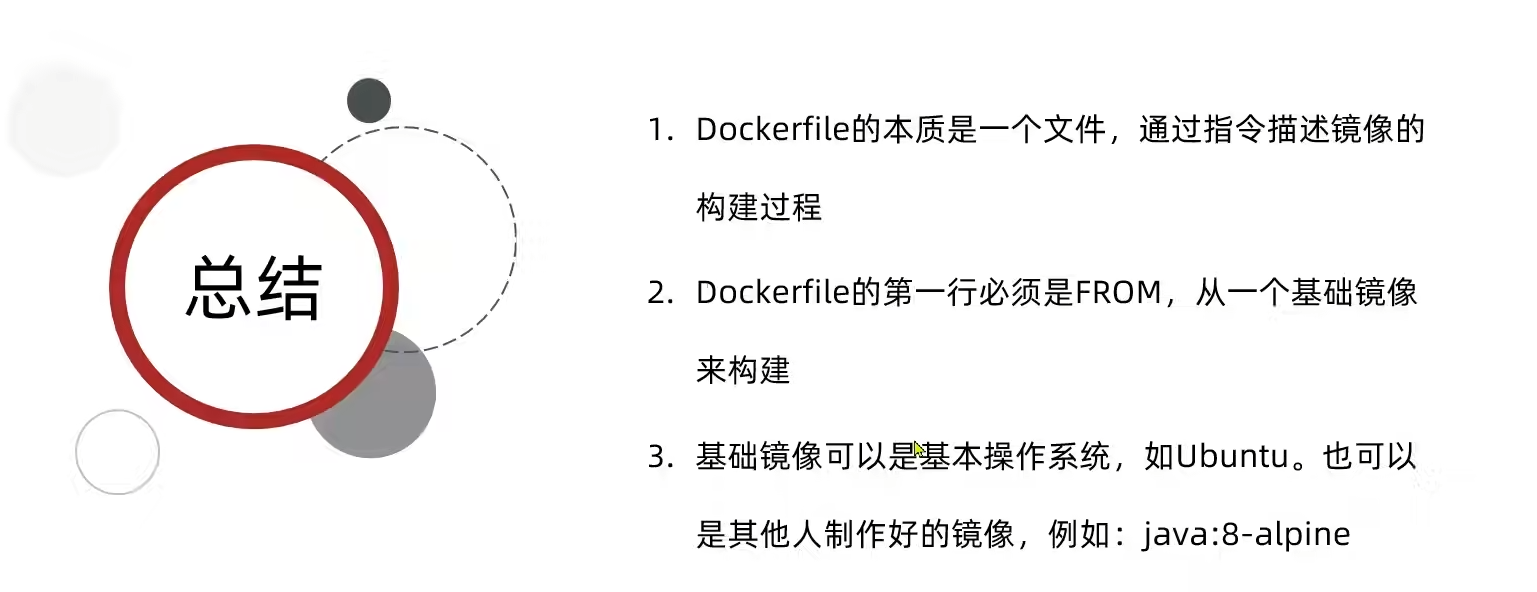 总结
1. Dockerfile的本质是一个文件，通过指令描述镜像的
构建过程
2. Dockerfile的第一行必须是FROM，从一个基础镜像
来构建
3. 基础镜像可以是基本操作系统，如Ubuntu。也可以
是其他人制作好的镜像，例如：java:8-alpine